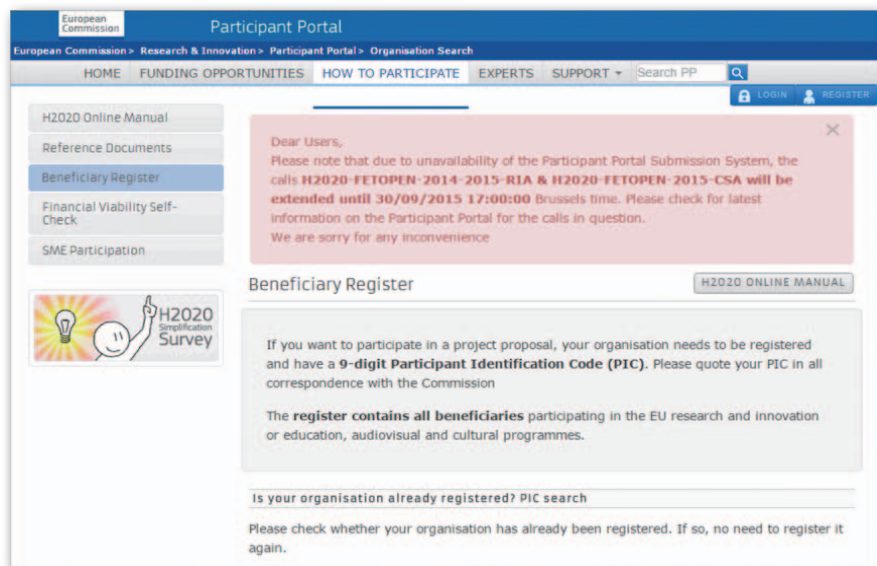 European
Commission
Participant Portal
European Commission > Research & Innovation > Participant Portal > Organisation Search
HOME FUNDING OPPORTUNITIES HOW TO PARTICIPATE EXPERTS SUPPORT Search PP
LOGIN REGISTER
H2020 Online Manual
Reference Documents
Beneficiary Register
Financial Viability Self-
Check
SME Participation
H2020
Simplification
Survey
Dear Users,
Please note that due to unavailability of the Participant Portal Submission System, the
calls H2020-FETOPEN-2014-2015-RIA & H2020-FETOPEN-2015-CSA will be
extended until 30/09/2015 17:00:00 Brussels time. Please check for latest
information on the Participant Portal for the calls in question.
We are sorry for any inconvenience
Beneficiary Register
H2020 ONLINE MANUAL
If you want to participate in a project proposal, your organisation needs to be registered
and have a 9-digit Participant Identification Code (PIC). Please quote your PIC in all
correspondence with the Commission
The register contains all beneficiaries participating in the EU research and innovation
or education, audiovisual and cultural programmes.
Is your organisation already registered? PIC search
Please check whether your organisation has already been registered. If so, no need to register it
again.